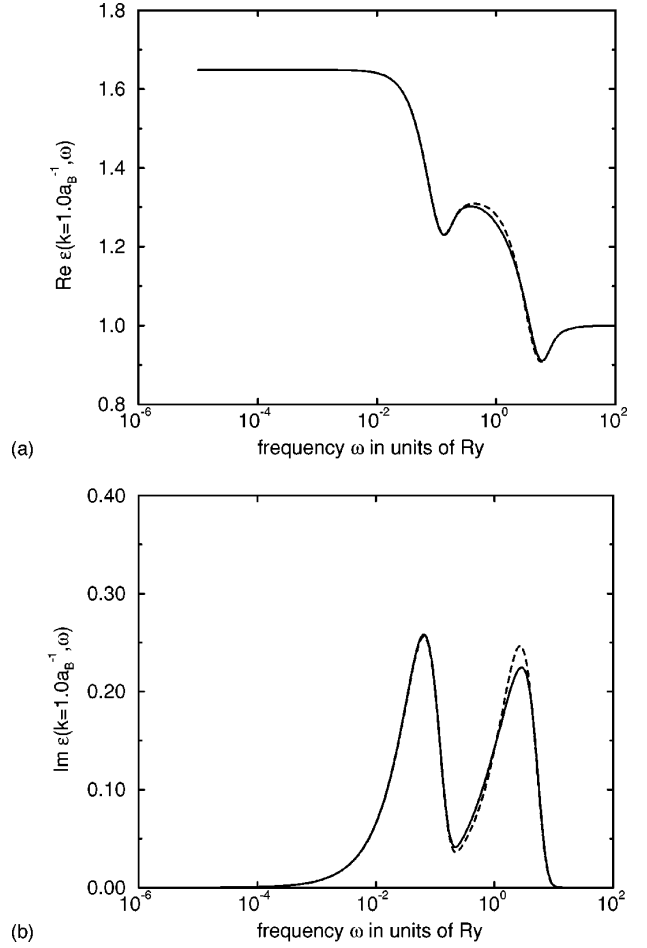 1.8
1.6
1.4
1.2
1.0
0.8
Re ε(k=1.0a_B^-1,ω)
10^-6 10^-4 10^-2 10^0 10^2
(a) frequency ω in units of Ry
0.40
0.30
0.20
0.10
0.00
Im ε(k=1.0a_B^-1,ω)
10^-6 10^-4 10^-2 10^0 10^2
(b) frequency ω in units of Ry